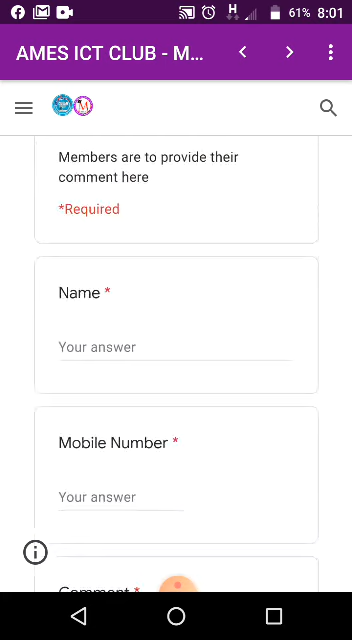 61% 8:01
AMES ICT CLUB - M...
Members are to provide their
comment here
*Required
Name *
Your answer
Mobile Number *
Your answer
Comment *